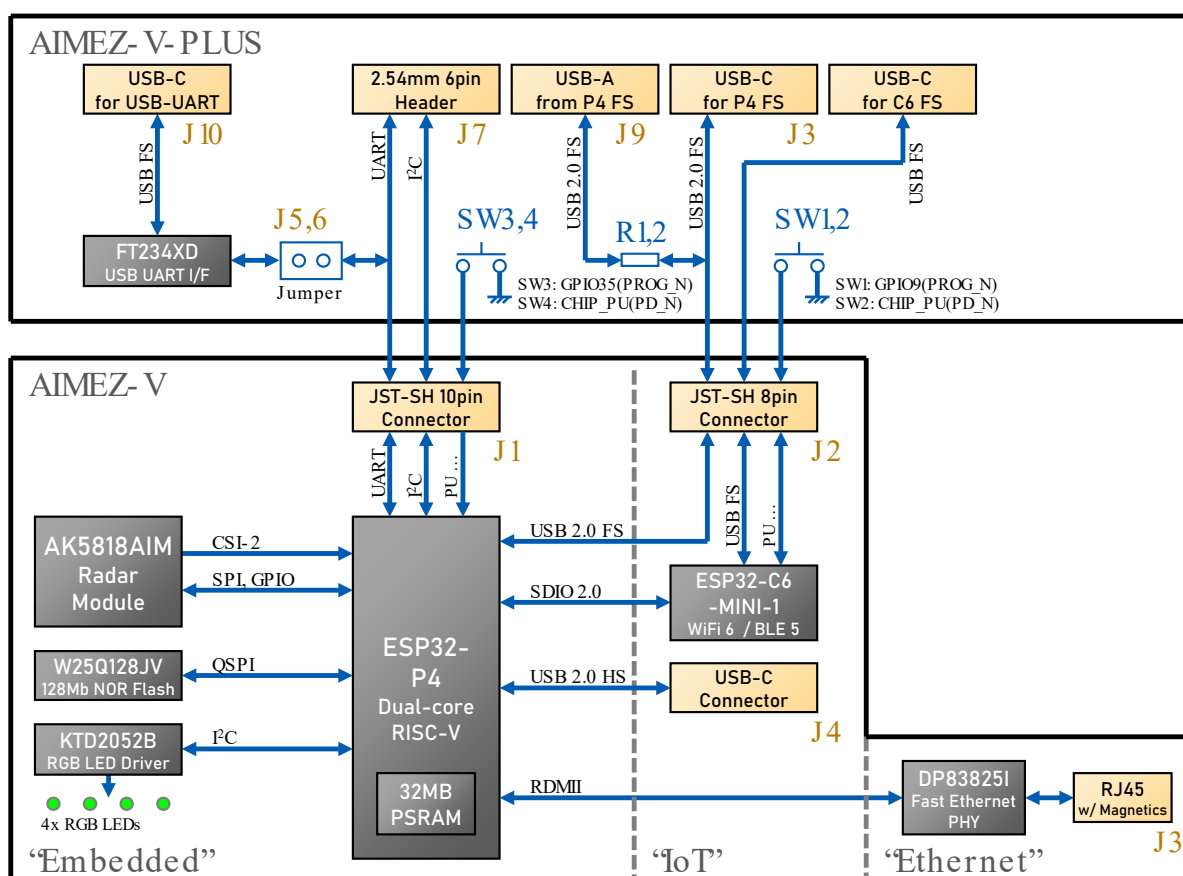 AIMEZ-V-PLUS
USB-C
for USB-UART
J10
2.54mm 6pin
Header
J7
USB-A
from P4 FS
J9
USB-C
for P4 FS
J3
USB-C
for C6 FS
USB FS
UART
I²C
USB 2.0 FS
USB 2.0 FS
USB FS
FT234XD
USB UART I/F
J5,6
Jumper
SW3,4
SW3: GPIO35(PROG_N)
SW4: CHIP_PU(PD_N)
R1,2
SW1,2
SW1: GPIO9(PROG_N)
SW2: CHIP_PU(PD_N)
AIMEZ-V
JST-SH 10pin
Connector
J1
JST-SH 8pin
Connector
J2
UART
I²C
PU ...
USB FS
PU ...
AK5818AIM
Radar
Module
CSI-2
SPI, GPIO
W25Q128JV
128Mb NOR Flash
QSPI
KTD2052B
RGB LED Driver
I²C
4x RGB LEDs
ESP32-
P4
Dual-core
RISC-V
32MB
PSRAM
USB 2.0 FS
SDIO 2.0
USB 2.0 HS
RDMII
ESP32-C6
-MINI-1
WiFi 6 / BLE 5
USB-C
Connector
J4
DP83825I
Fast Ethernet
PHY
RJ45
w/ Magnetics
J3
“Embedded”
“IoT”
“Ethernet”